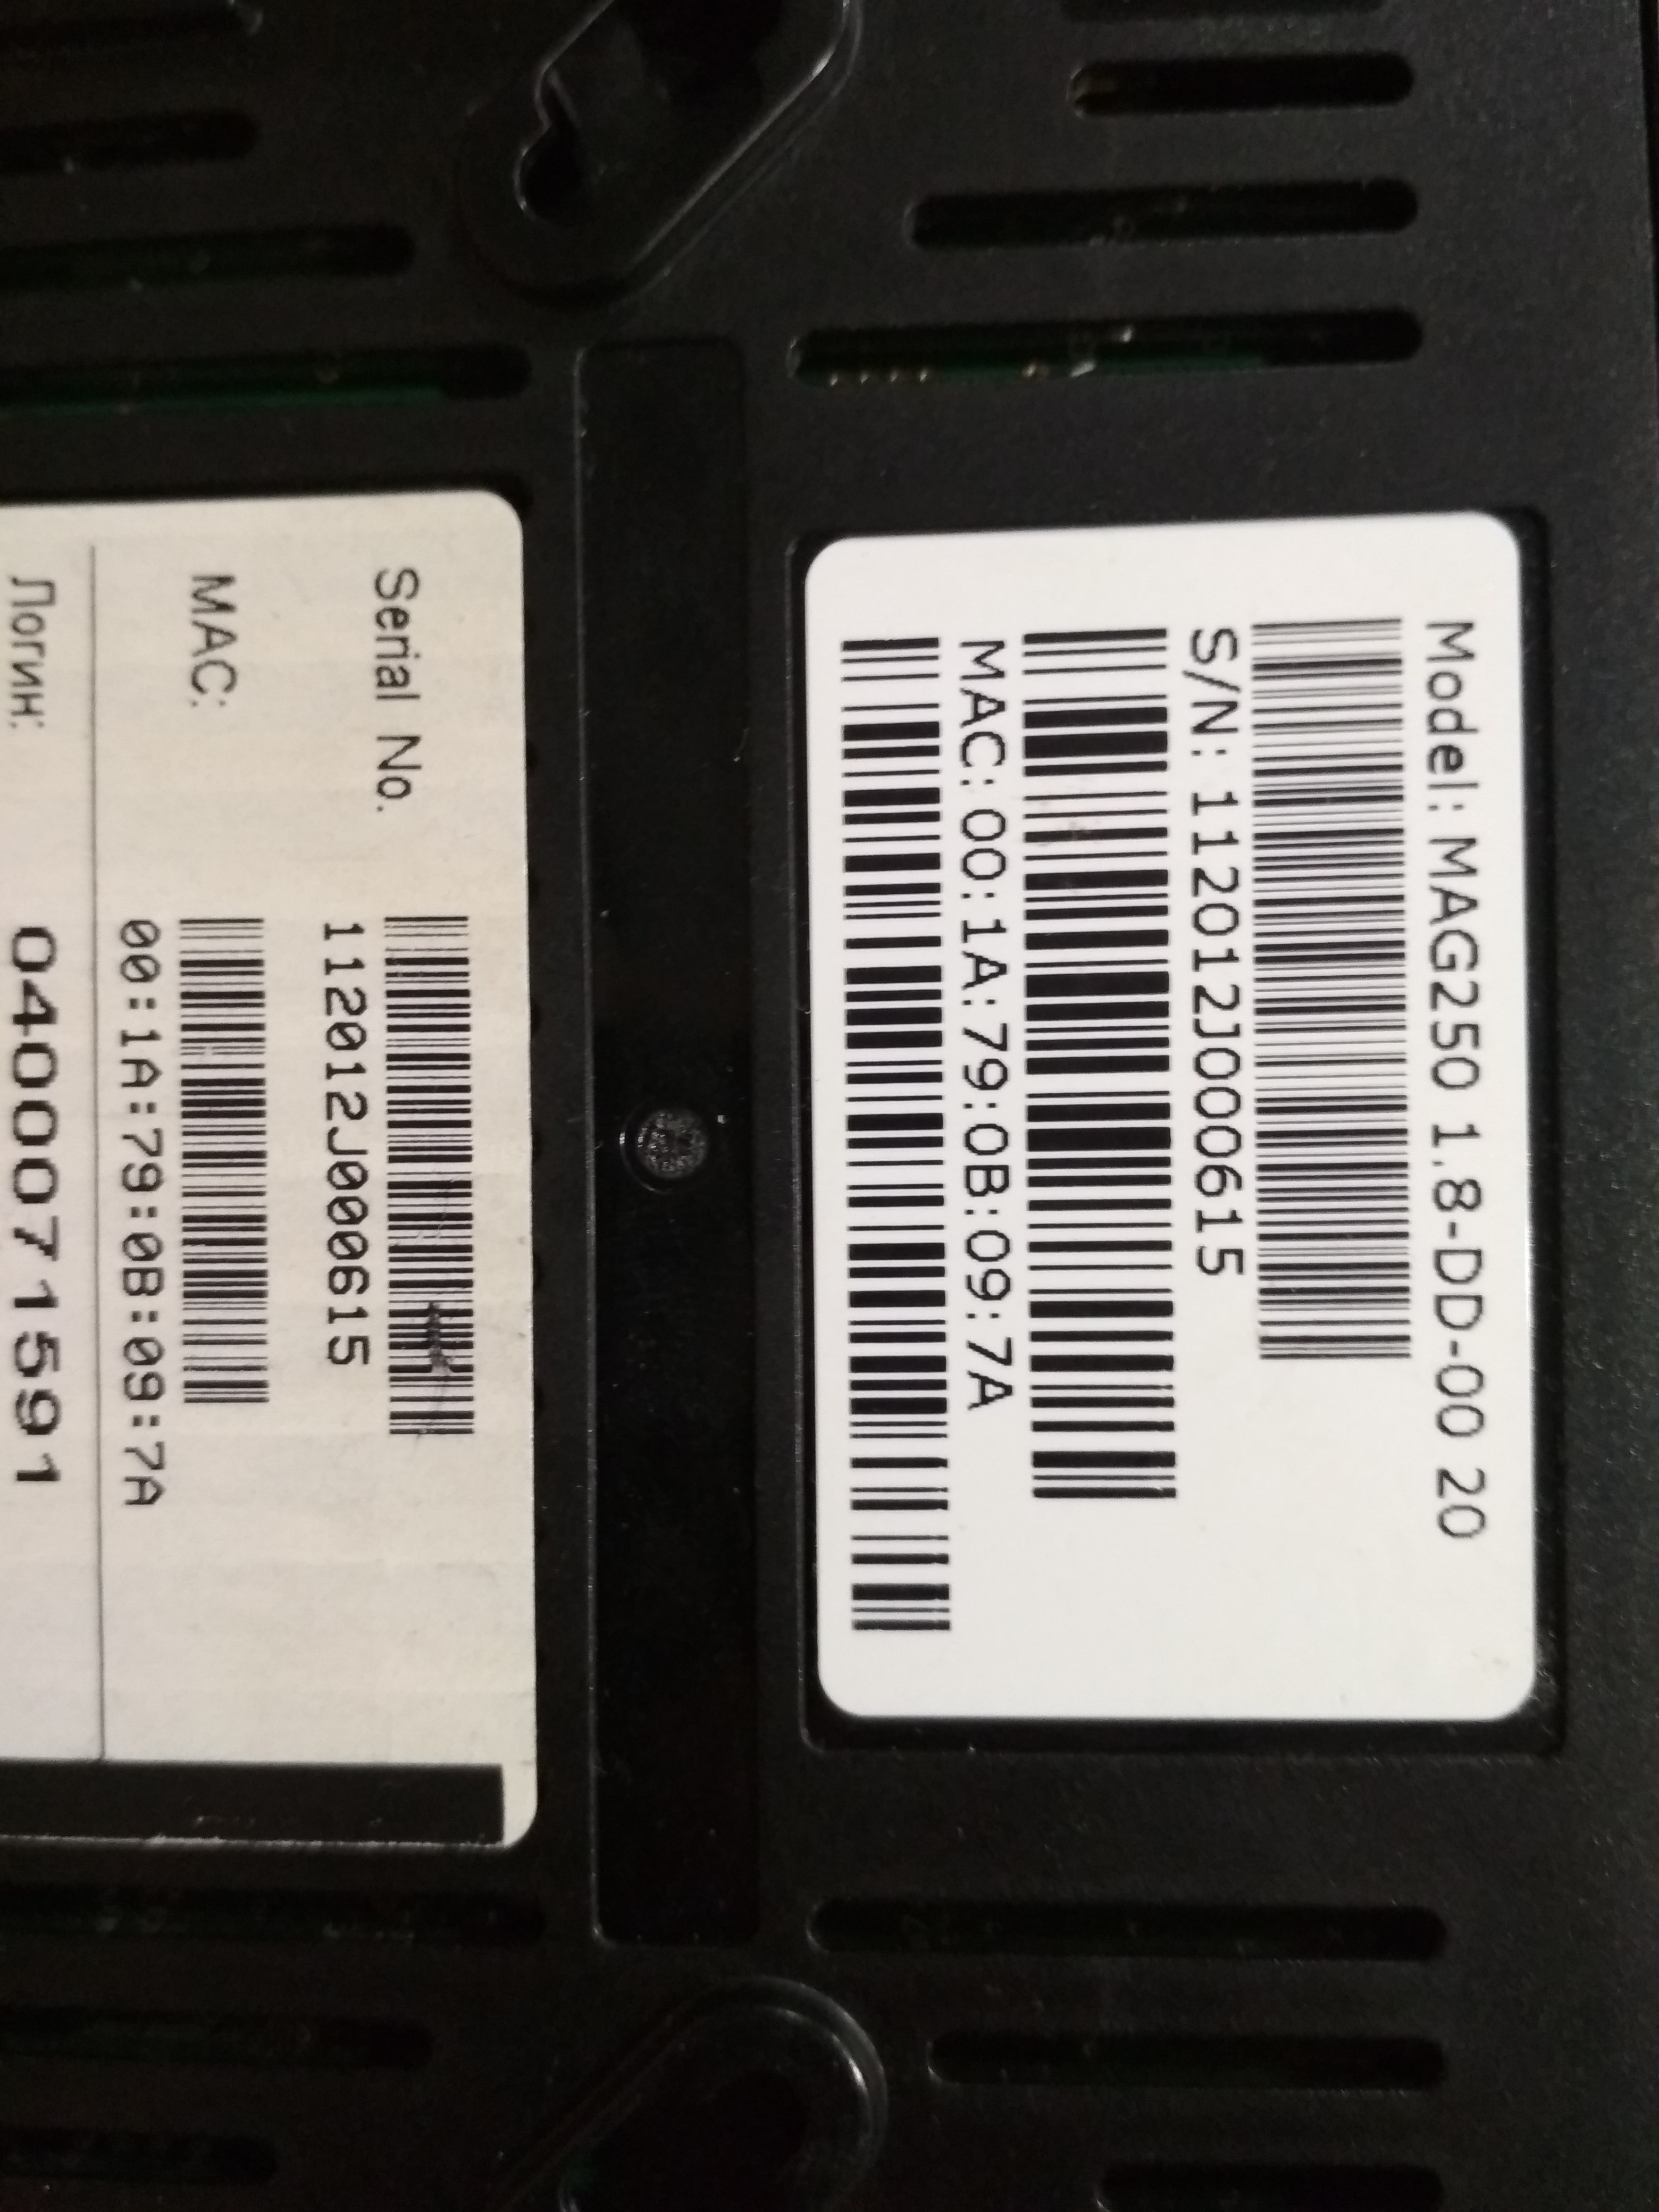 Model: MAG250 1.8-DD-00 20
S/N: 112012J000615
MAC: 00:1A:79:0B:09:7A
Serial No.
112012J000615
MAC:
00:1A:79:0B:09:7A
Логин: 0400071591